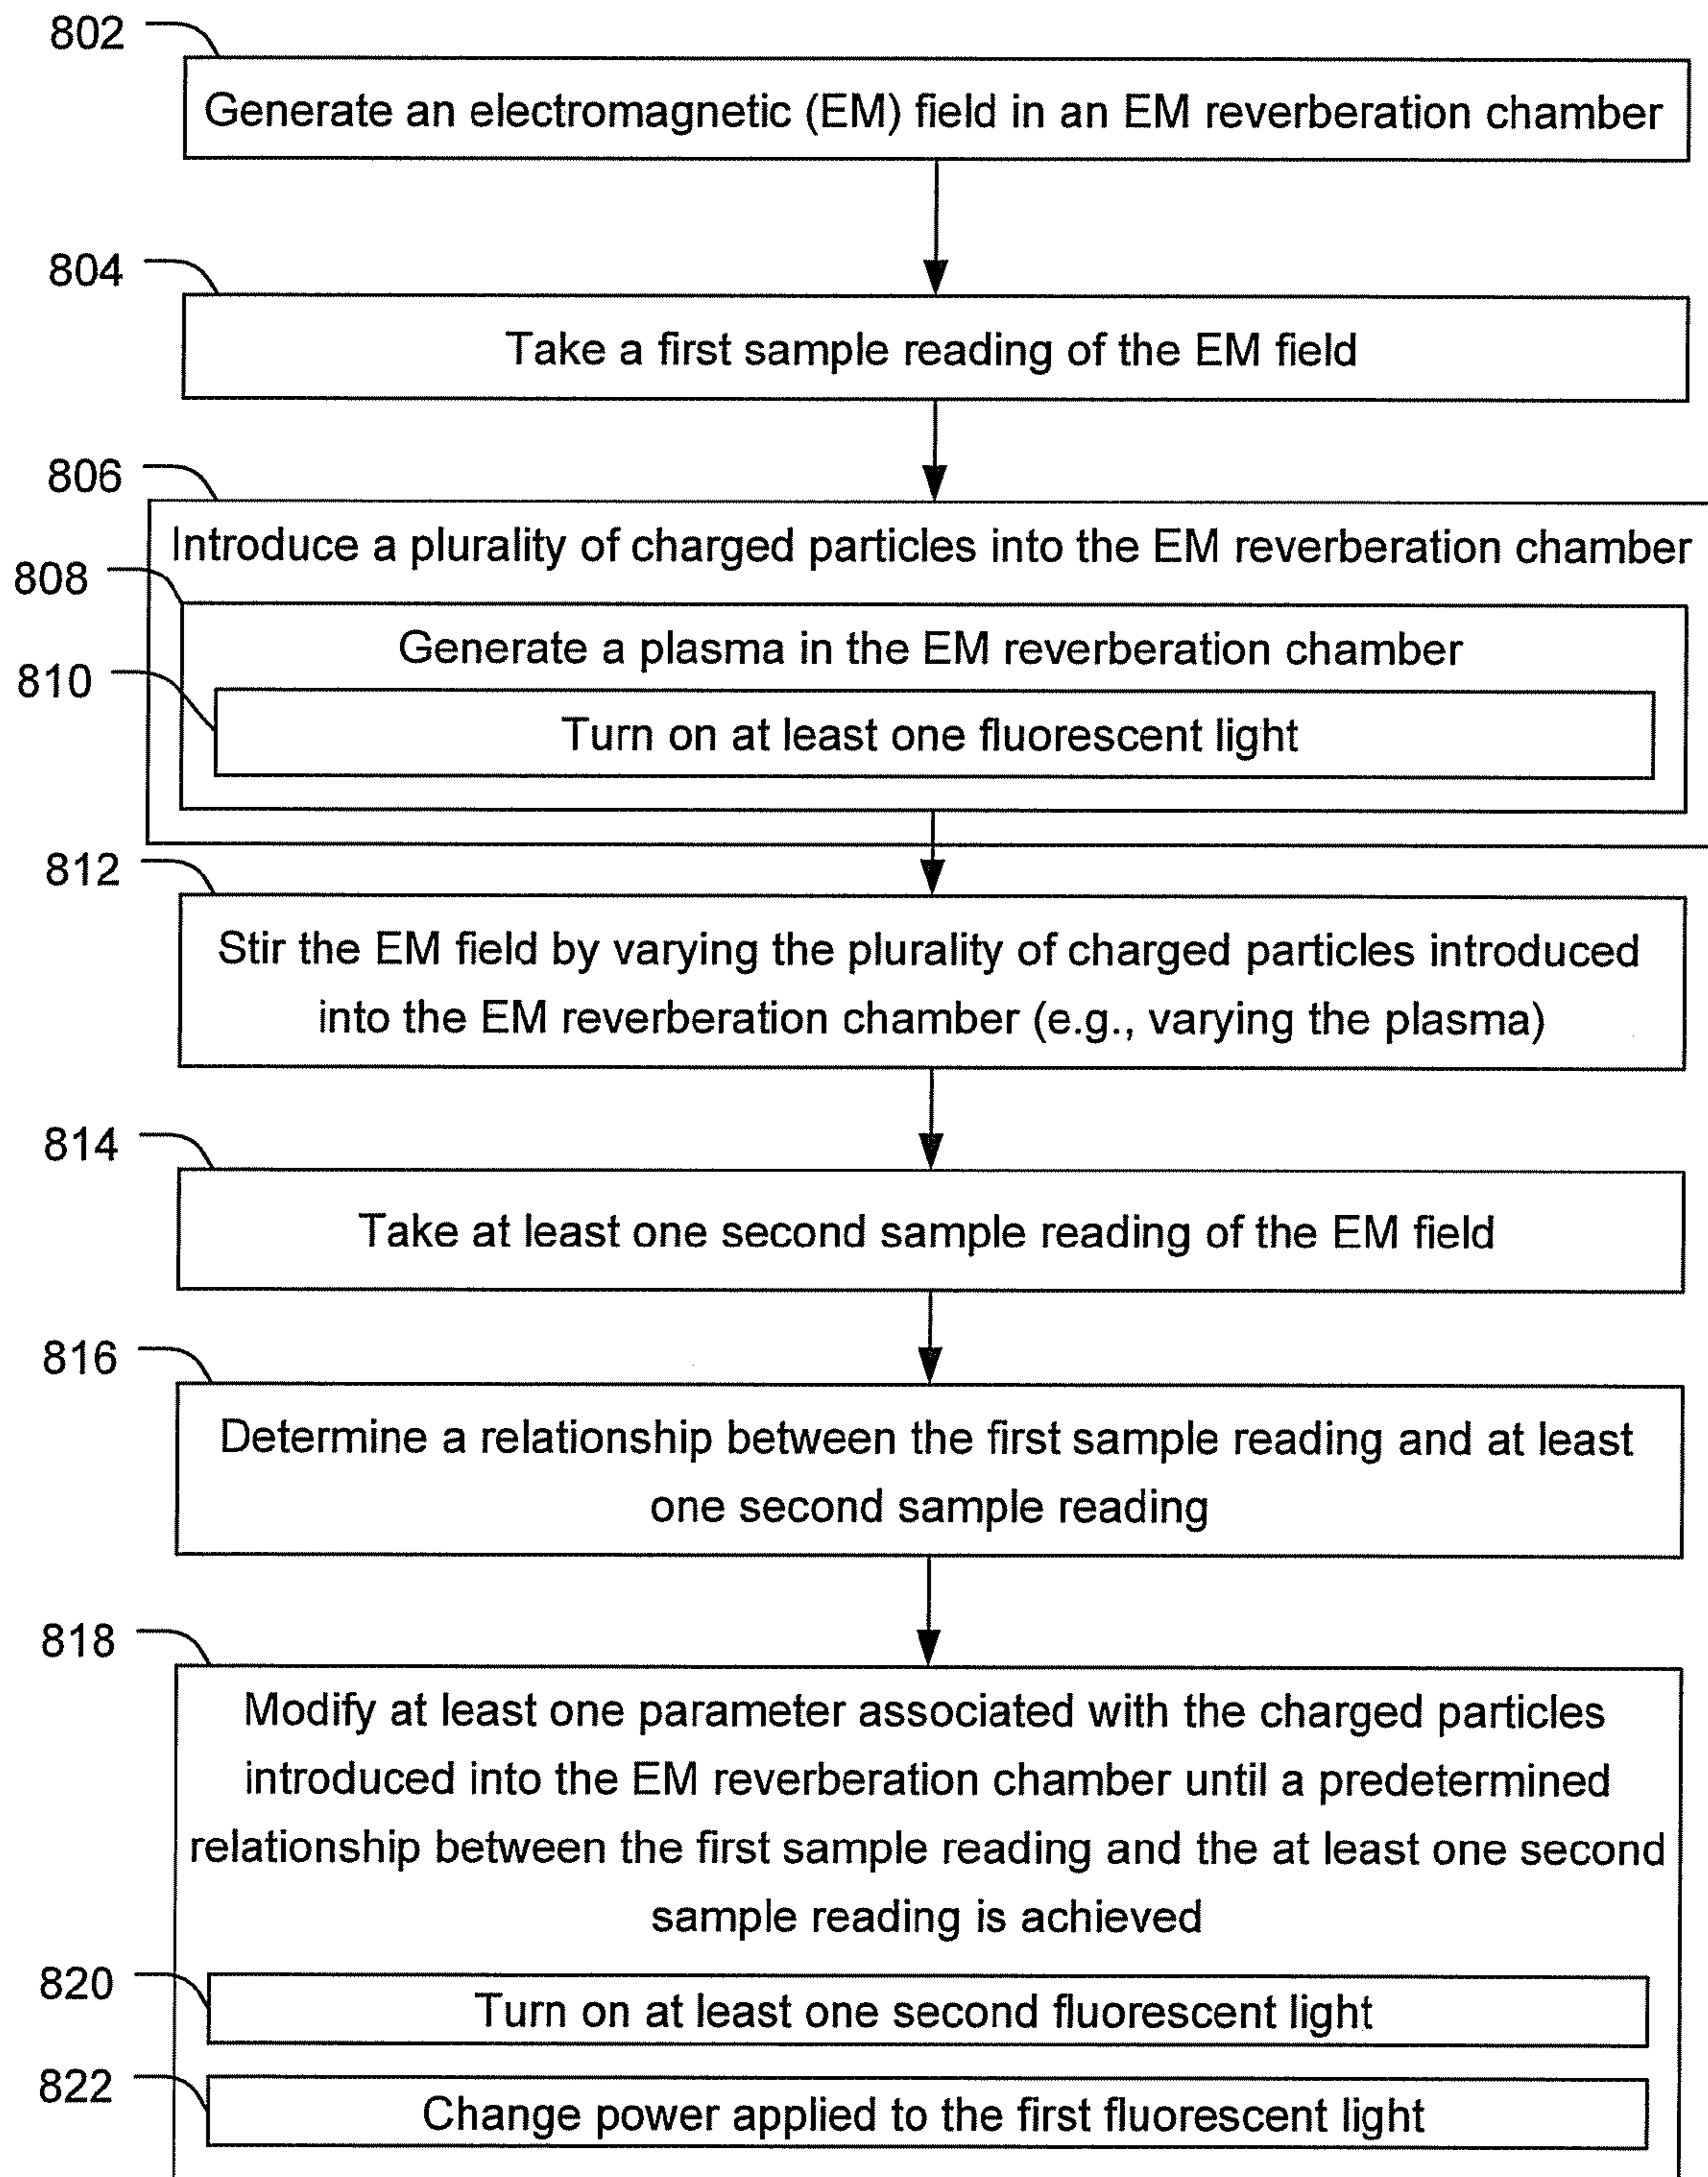 802
Generate an electromagnetic (EM) field in an EM reverberation chamber
804
Take a first sample reading of the EM field
806
Introduce a plurality of charged particles into the EM reverberation chamber
808
Generate a plasma in the EM reverberation chamber
810
Turn on at least one fluorescent light
812
Stir the EM field by varying the plurality of charged particles introduced
into the EM reverberation chamber (e.g., varying the plasma)
814
Take at least one second sample reading of the EM field
816
Determine a relationship between the first sample reading and at least
one second sample reading
818
Modify at least one parameter associated with the charged particles
introduced into the EM reverberation chamber until a predetermined
relationship between the first sample reading and the at least one second
sample reading is achieved
820
Turn on at least one second fluorescent light
822
Change power applied to the first fluorescent light